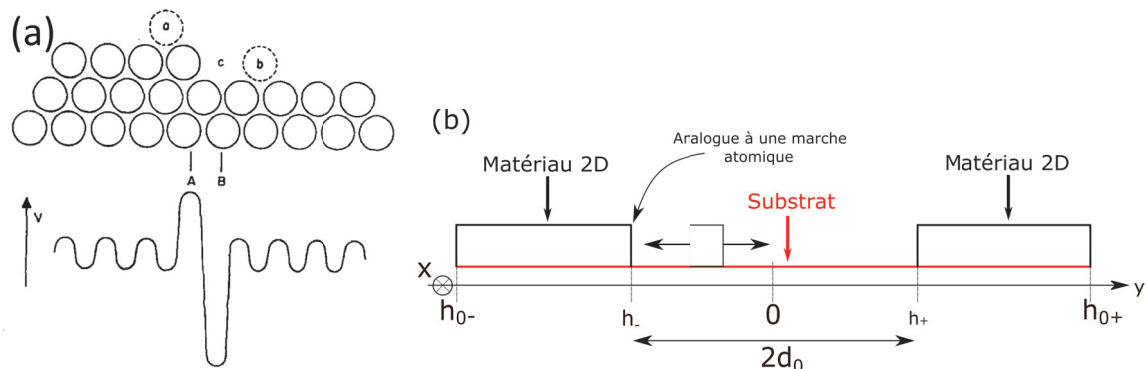 (a)
a
c
b
A
B
V
(b)
Aralogue à une marche
atomique
Matériau 2D
Matériau 2D
Substrat
X
y
h₀₋
h₋
0
h₊
h₀₊
2d₀